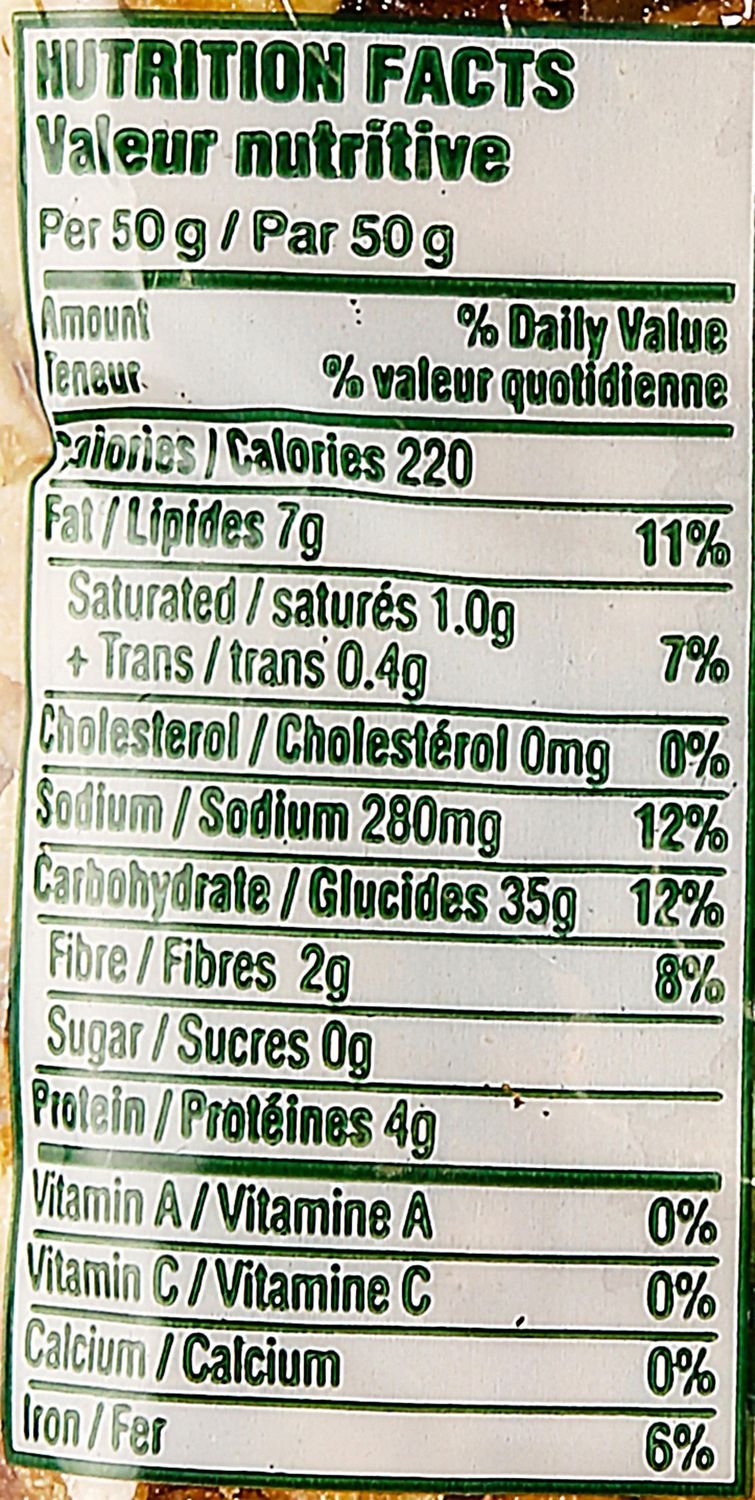 NUTRITION FACTS
Valeur nutritive
Per 50 g / Par 50 g
Amount % Daily Value
Teneur % valeur quotidienne
Calories / Calories 220
Fat / Lipides 7g 11%
Saturated / saturés 1.0g
+ Trans / trans 0.4g 7%
Cholesterol / Cholestérol 0mg 0%
Sodium / Sodium 280mg 12%
Carbohydrate / Glucides 35g 12%
Fibre / Fibres 2g 8%
Sugar / Sucres 0g
Protein / Protéines 4g
Vitamin A / Vitamine A 0%
Vitamin C / Vitamine C 0%
Calcium / Calcium 0%
Iron / Fer 6%